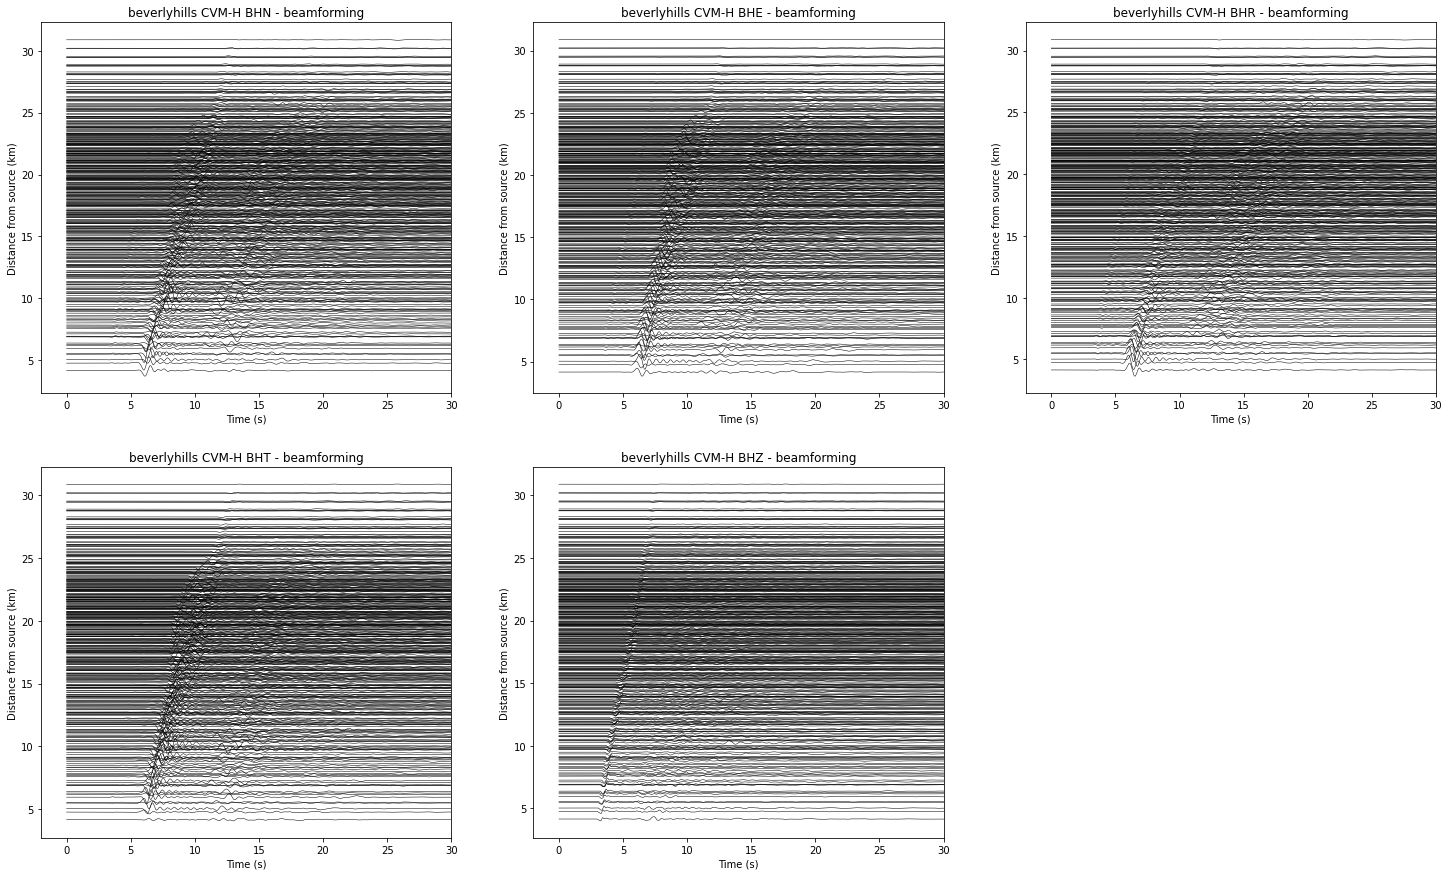 beverlyhills CVM-H BHN - beamforming
Distance from source (km)
30
25
20
15
10
5
0 5 10 15 20 25 30
Time (s)
beverlyhills CVM-H BHE - beamforming
Distance from source (km)
30
25
20
15
10
5
0 5 10 15 20 25 30
Time (s)
beverlyhills CVM-H BHR - beamforming
Distance from source (km)
30
25
20
15
10
5
0 5 10 15 20 25 30
Time (s)
beverlyhills CVM-H BHT - beamforming
Distance from source (km)
30
25
20
15
10
5
0 5 10 15 20 25 30
Time (s)
beverlyhills CVM-H BHZ - beamforming
Distance from source (km)
30
25
20
15
10
5
0 5 10 15 20 25 30
Time (s)